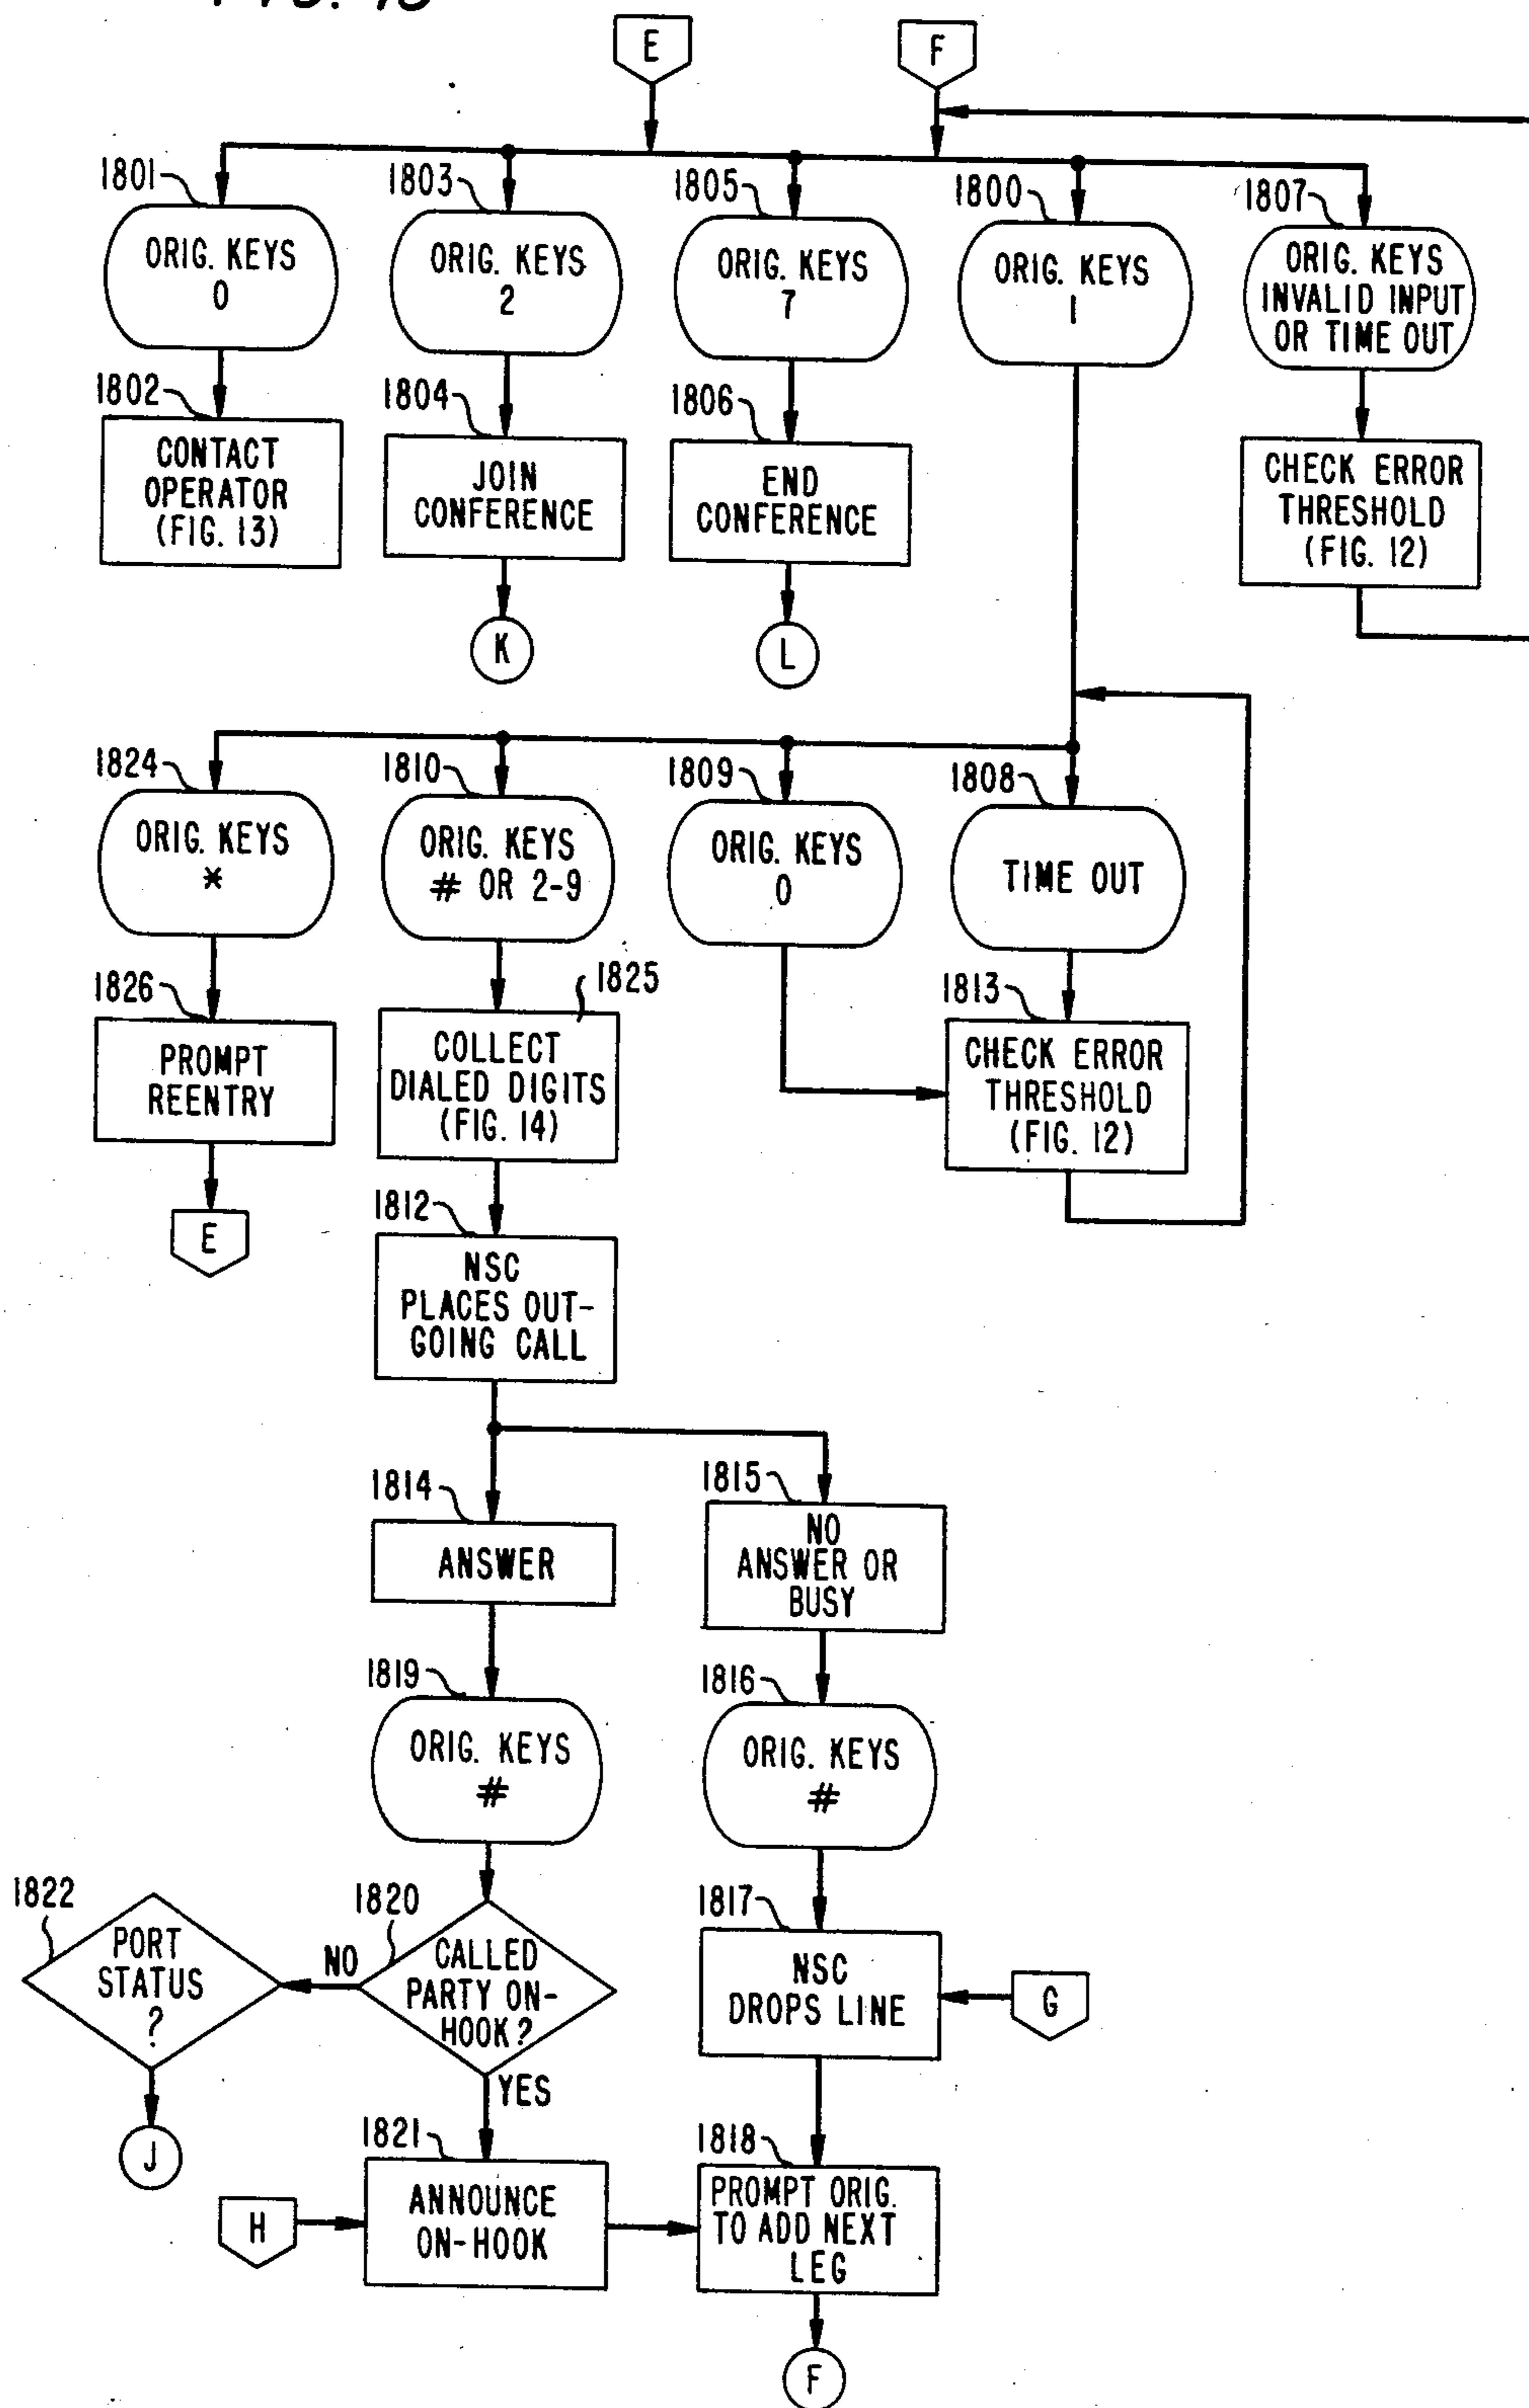 E
F
1801
1803
1805
1800
1807
ORIG. KEYS
0
ORIG. KEYS
2
ORIG. KEYS
7
ORIG. KEYS
1
ORIG. KEYS
INVALID INPUT
OR TIME OUT
1802
1804
1806
CONTACT
OPERATOR
(FIG. 13)
JOIN
CONFERENCE
END
CONFERENCE
CHECK ERROR
THRESHOLD
(FIG. 12)
K
L
1824
1810
1809
1808
ORIG. KEYS
*
ORIG. KEYS
# OR 2-9
ORIG. KEYS
0
TIME OUT
1826
1825
1813
PROMPT
REENTRY
COLLECT
DIALED DIGITS
(FIG. 14)
CHECK ERROR
THRESHOLD
(FIG. 12)
E
1812
NSC
PLACES OUT-
GOING CALL
1814
1815
ANSWER
NO
ANSWER OR
BUSY
1819
1816
ORIG. KEYS
#
ORIG. KEYS
#
1822
1820
1817
PORT
STATUS
?
NO
CALLED
PARTY ON-
HOOK?
NSC
DROPS LINE
G
YES
J
1821
1818
H
ANNOUNCE
ON-HOOK
PROMPT ORIG.
TO ADD NEXT
LEG
F